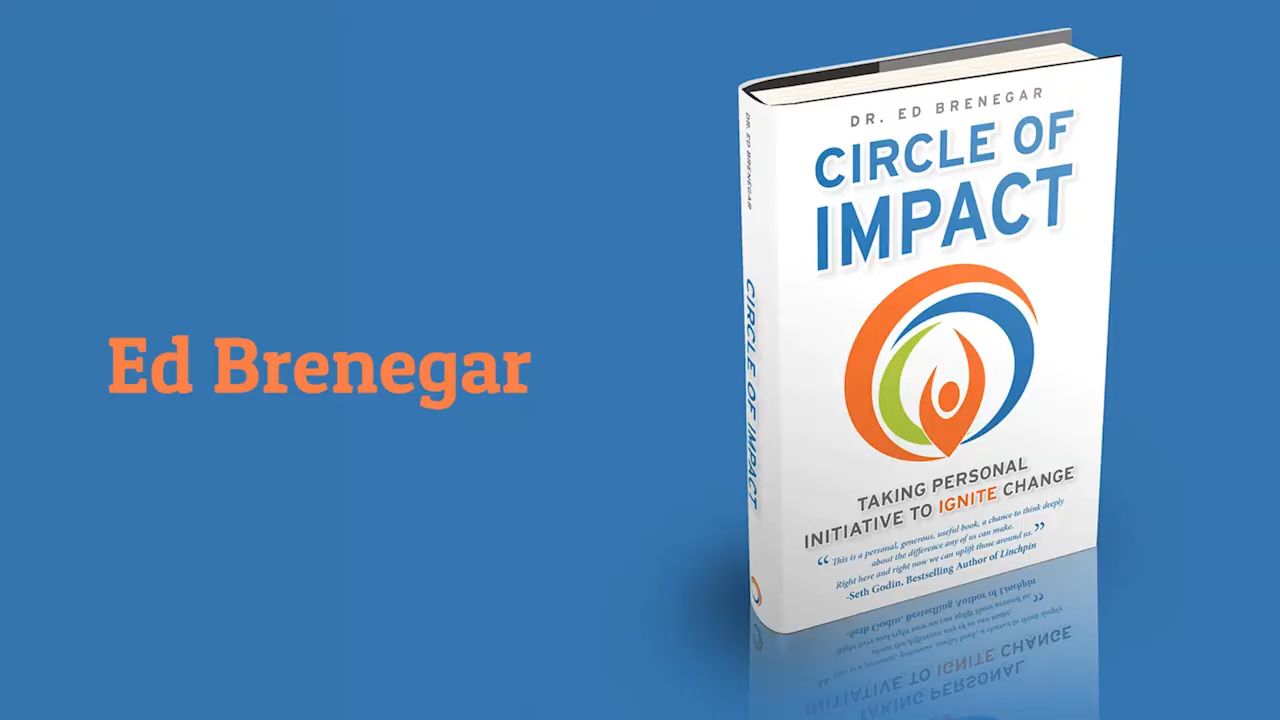 Ed Brenegar
DR. ED BRENEGAR
CIRCLE OF IMPACT
DR. ED BRENEGAR
CIRCLE OF
IMPACT
TAKING PERSONAL
INITIATIVE TO IGNITE CHANGE
“This is a personal, generous, useful book, a chance to think deeply
about the difference any of us can make.
Right here and right now we can uplift those around us.”
-Seth Godin, Bestselling Author of Linchpin